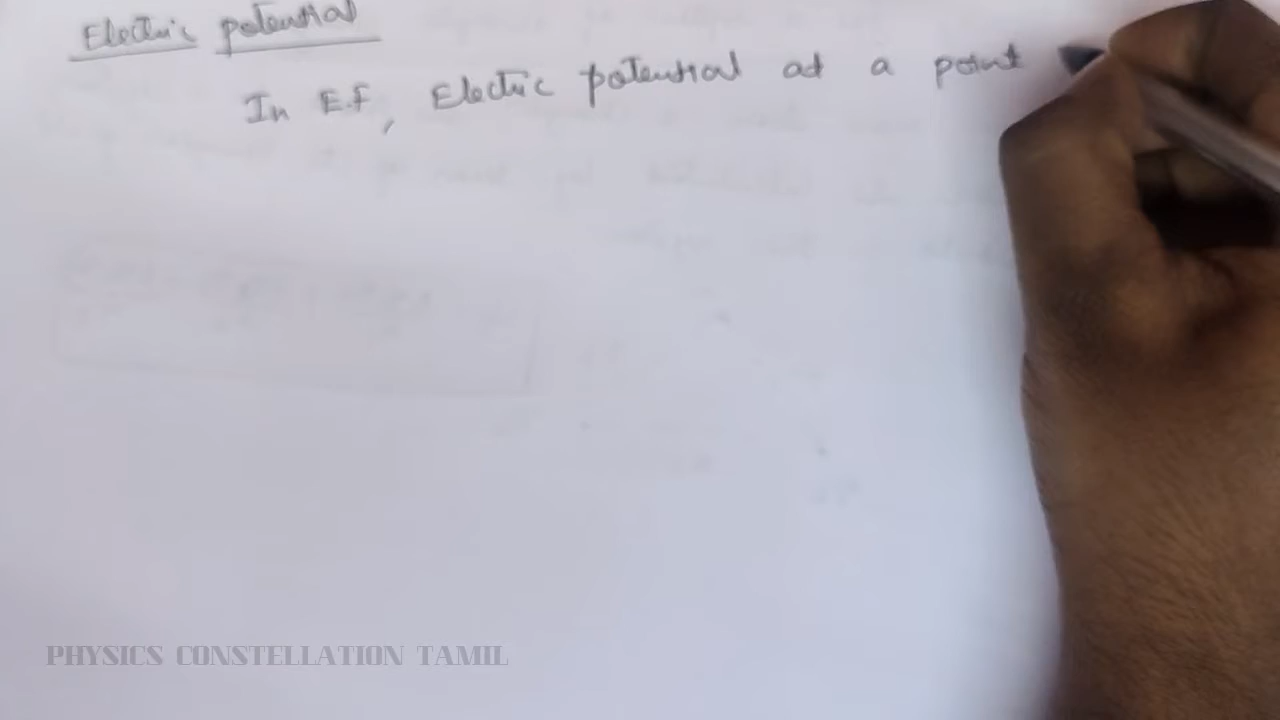 Electric potential
In E.F, Electric potential at a point
PHYSICS CONSTELLATION TAMIL